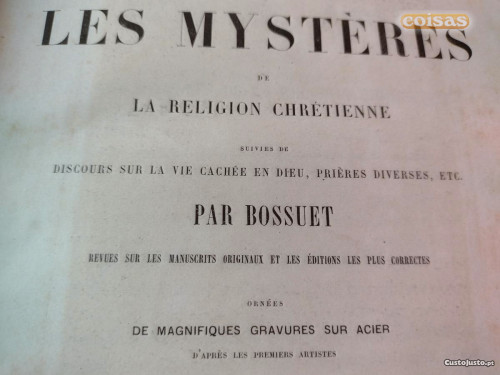 coisas
LES MYSTÈRES
DE
LA RELIGION CHRÉTIENNE
SUIVIES DE
DISCOURS SUR LA VIE CACHÉE EN DIEU, PRIÈRES DIVERSES, ETC.
PAR BOSSUET
REVUES SUR LES MANUSCRITS ORIGINAUX ET LES ÉDITIONS LES PLUS CORRECTES
ORNÉES
DE MAGNIFIQUES GRAVURES SUR ACIER
D'APRÈS LES PREMIERS ARTISTES
CustoJusto.pt